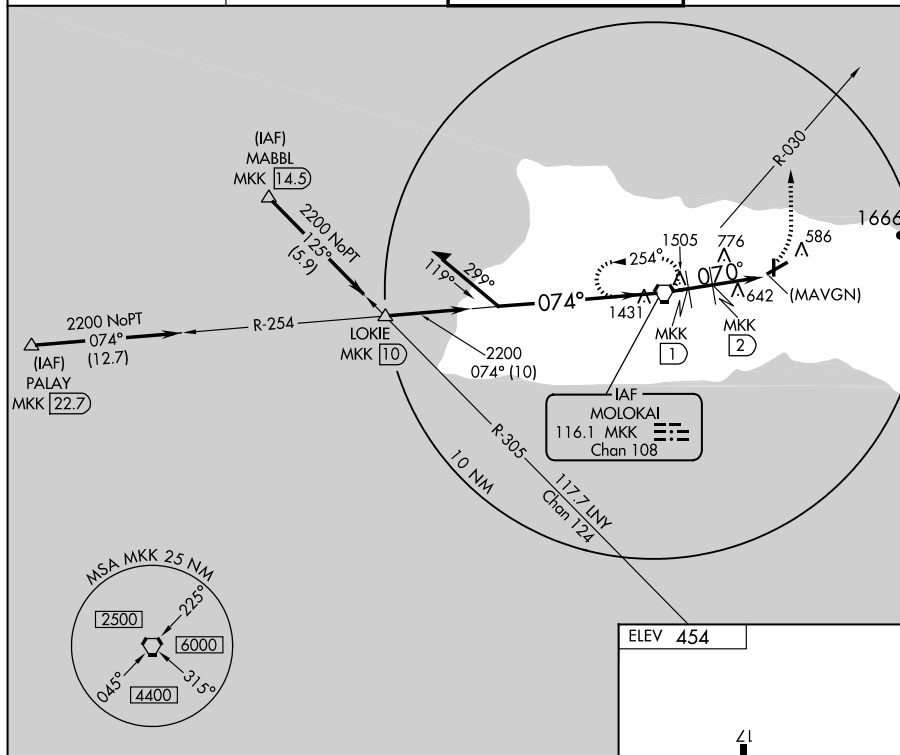 (IAF)
MABBL
MKK 14.5
2200 NoPT
125°
(5.9)
R-030
1666
586
776
1505
254°
070°
299°
119°
074°
1431
642
(MAVGN)
MKK
1
MKK
2
2200 NoPT
074°
(12.7)
R-254
(IAF)
PALAY
MKK 22.7
LOKIE
MKK 10
2200
074° (10)
IAF
MOLOKAI
116.1 MKK
Chan 108
R-305
10 NM
117.7 LNY
Chan 124
MSA MKK 25 NM
225°
2500
6000
045°
315°
4400
ELEV 454
17